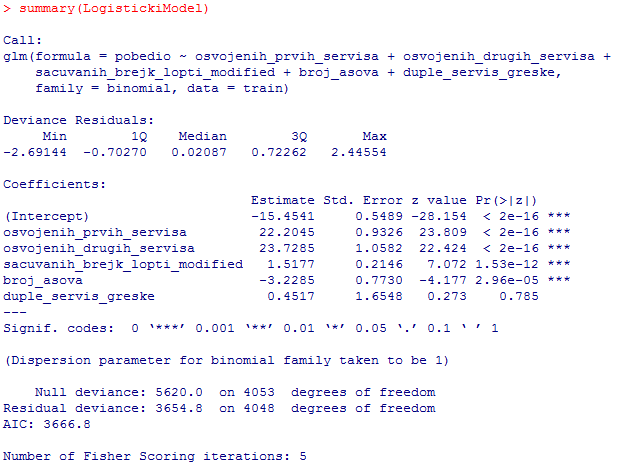 > summary(LogistickiModel)
Call:
glm(formula = pobedio ~ osvojenih_prvih_servisa + osvojenih_drugih_servisa +
    sacuvanih_brejk_lopti_modified + broj_asova + duple_servis_greske,
    family = binomial, data = train)
Deviance Residuals:
     Min       1Q   Median       3Q      Max
-2.69144 -0.70270  0.02087  0.72262  2.44554
Coefficients:
                               Estimate Std. Error z value Pr(>|z|)
(Intercept)                    -15.4541     0.5489 -28.154  < 2e-16 ***
osvojenih_prvih_servisa         22.2045     0.9326  23.809  < 2e-16 ***
osvojenih_drugih_servisa        23.7285     1.0582  22.424  < 2e-16 ***
sacuvanih_brejk_lopti_modified   1.5177     0.2146   7.072 1.53e-12 ***
broj_asova                      -3.2285     0.7730  -4.177 2.96e-05 ***
duple_servis_greske              0.4517     1.6548   0.273    0.785
---
Signif. codes:  0 ‘***’ 0.001 ‘**’ 0.01 ‘*’ 0.05 ‘.’ 0.1 ‘ ’ 1
(Dispersion parameter for binomial family taken to be 1)
    Null deviance: 5620.0  on 4053  degrees of freedom
Residual deviance: 3654.8  on 4048  degrees of freedom
AIC: 3666.8
Number of Fisher Scoring iterations: 5